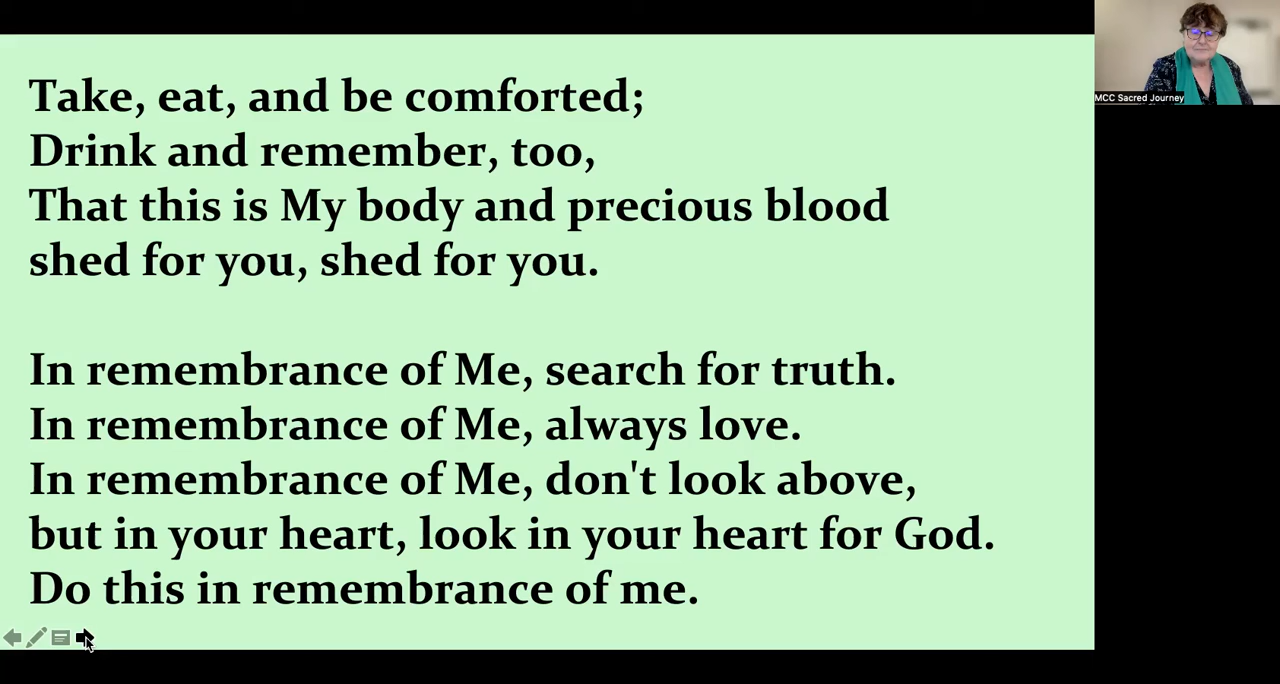 Take, eat, and be comforted;
Drink and remember, too,
That this is My body and precious blood
shed for you, shed for you.
In remembrance of Me, search for truth.
In remembrance of Me, always love.
In remembrance of Me, don't look above,
but in your heart, look in your heart for God.
Do this in remembrance of me.
MCC Sacred Journey